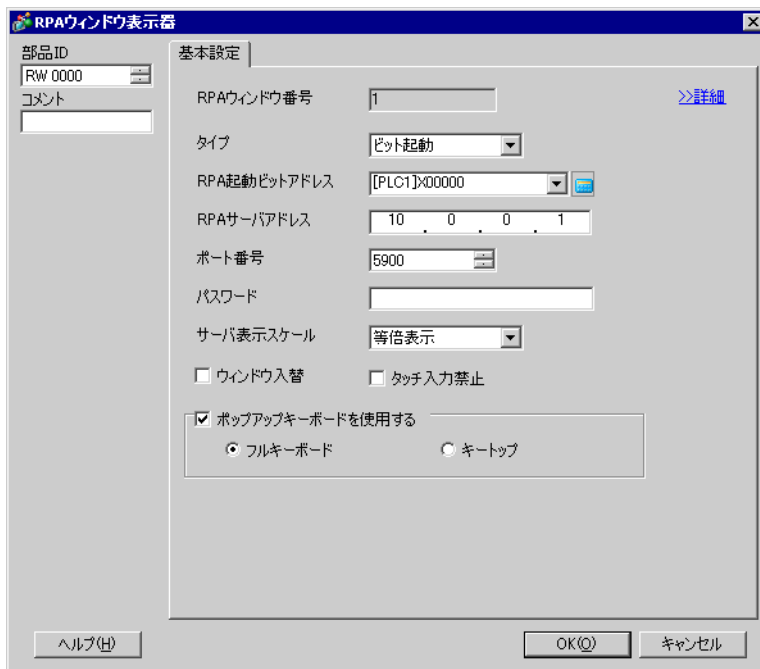 RPAウィンドウ表示器
部品ID
RW 0000
コメント
基本設定
RPAウィンドウ番号 1 >>詳細
タイプ ビット起動
RPA起動ビットアドレス [PLC1]X00000
RPAサーバアドレス 10 . 0 . 0 . 1
ポート番号 5900
パスワード
サーバ表示スケール 等倍表示
ウィンドウ入替 タッチ入力禁止
ポップアップキーボードを使用する
フルキーボード キートップ
ヘルプ(H) OK(O) キャンセル